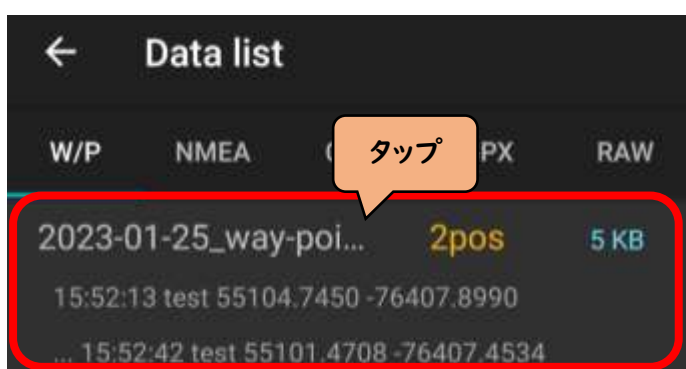 ← Data list
W/P NMEA タップ PX RAW
2023-01-25_way-poi... 2pos 5 KB
15:52:13 test 55104.7450 -76407.8990
... 15:52:42 test 55101.4708 -76407.4534